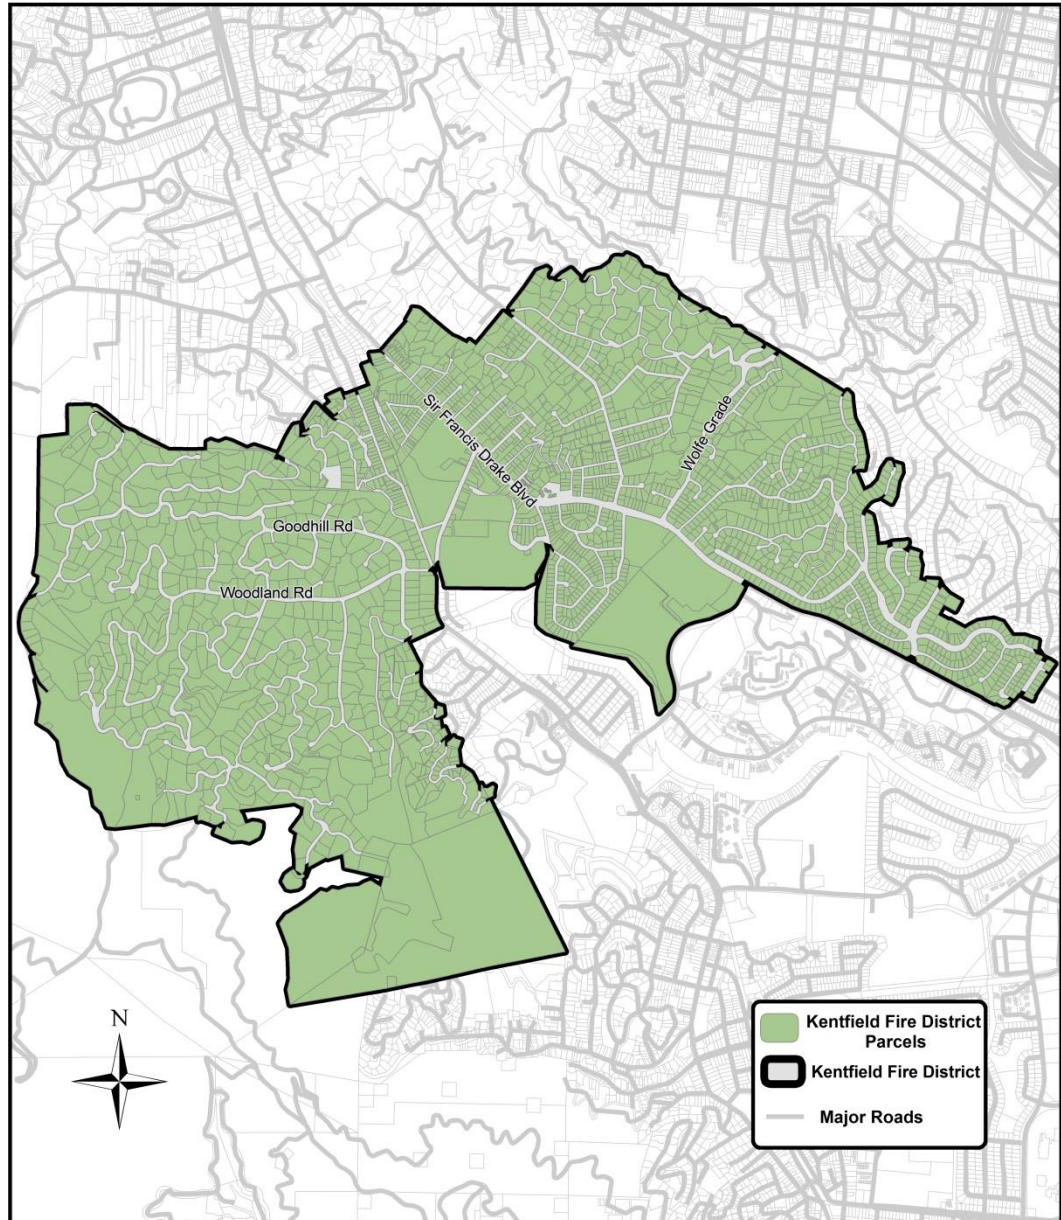 Sir Francis Drake Blvd
Wolfe Grade
Goodhill Rd
Woodland Rd
N
Kentfield Fire District
Parcels
Kentfield Fire District
Major Roads